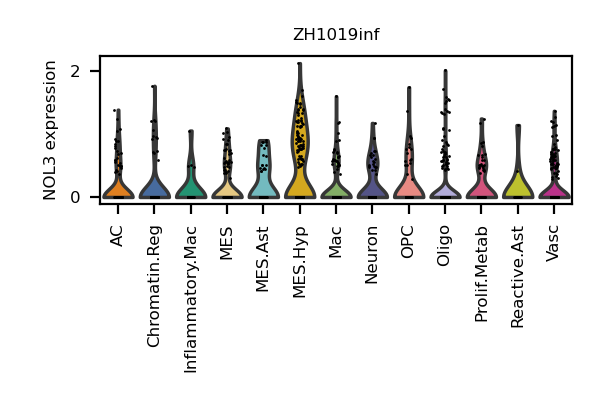 ZH1019inf
NOL3 expression
2
0
AC
Chromatin.Reg
Inflammatory.Mac
MES
MES.Ast
MES.Hyp
Mac
Neuron
OPC
Oligo
Prolif.Metab
Reactive.Ast
Vasc